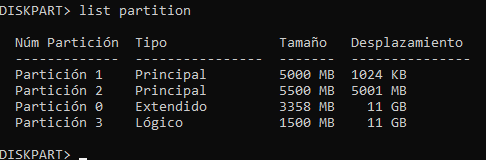 DISKPART> list partition
Núm Partición  Tipo              Tamaño   Desplazamiento
-------------  ----------------  -------  ---------------
Partición 1    Principal         5000 MB  1024 KB
Partición 2    Principal         5500 MB  5001 MB
Partición 0    Extendido         3358 MB    11 GB
Partición 3    Lógico            1500 MB    11 GB
DISKPART> _